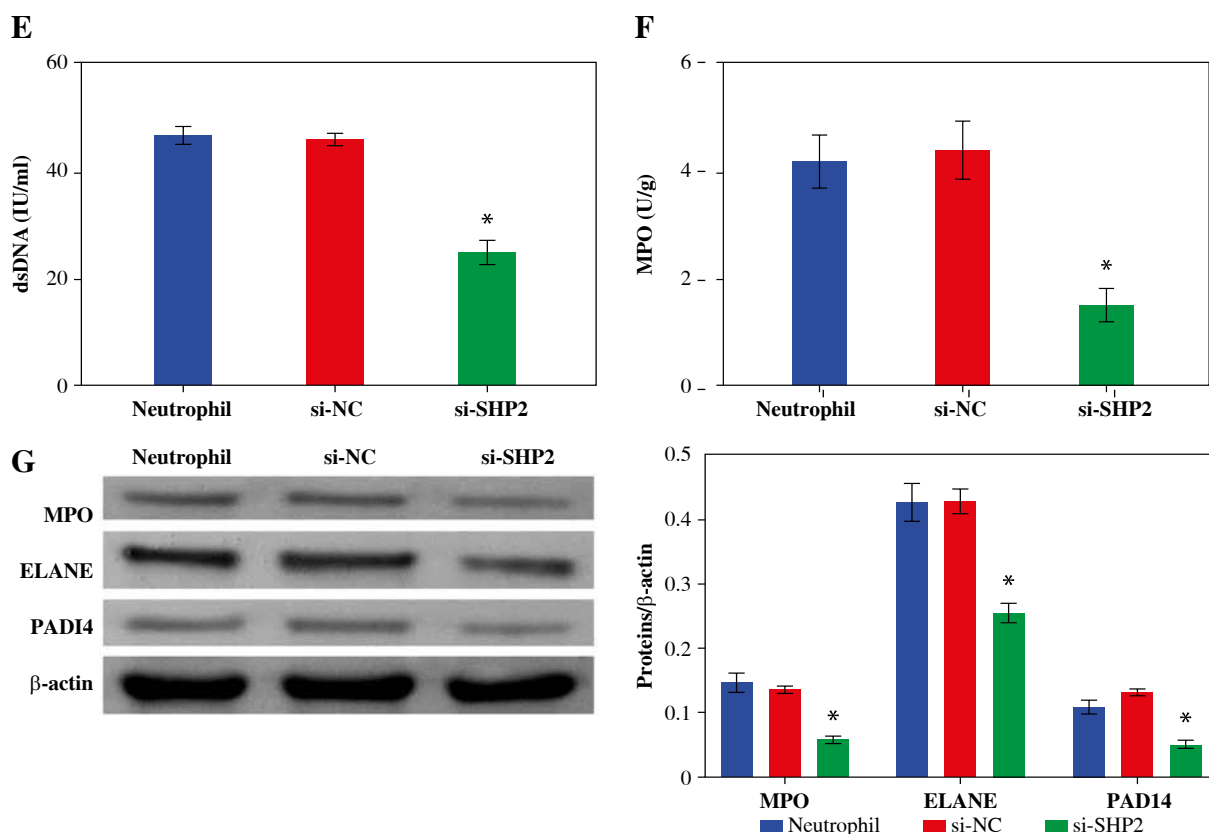 E
60
40
20
0
dsDNA (IU/ml)
*
Neutrophil si-NC si-SHP2
F
6
4
2
0
MPO (U/g)
*
Neutrophil si-NC si-SHP2
G
Neutrophil si-NC si-SHP2
MPO
ELANE
PADI4
β-actin
0.5
0.4
0.3
0.2
0.1
0
Proteins/β-actin
*
*
*
MPO ELANE PAD14
Neutrophil si-NC si-SHP2